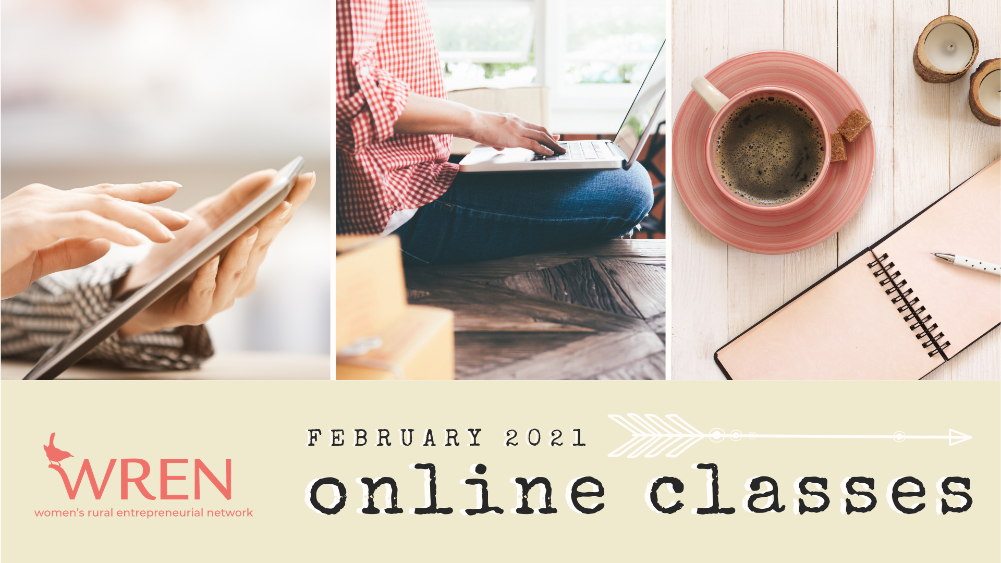 FEBRUARY 2021
online classes
WREN
women's rural entrepreneurial network